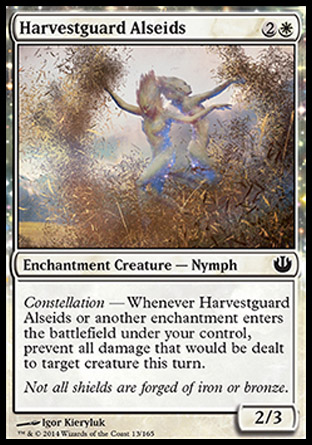 Harvestguard Alseids 2
Enchantment Creature — Nymph
Constellation — Whenever Harvestguard
Alseids or another enchantment enters
the battlefield under your control,
prevent all damage that would be dealt
to target creature this turn.
Not all shields are forged of iron or bronze.
2/3
Igor Kieryluk
™ & © 2014 Wizards of the Coast 13/165